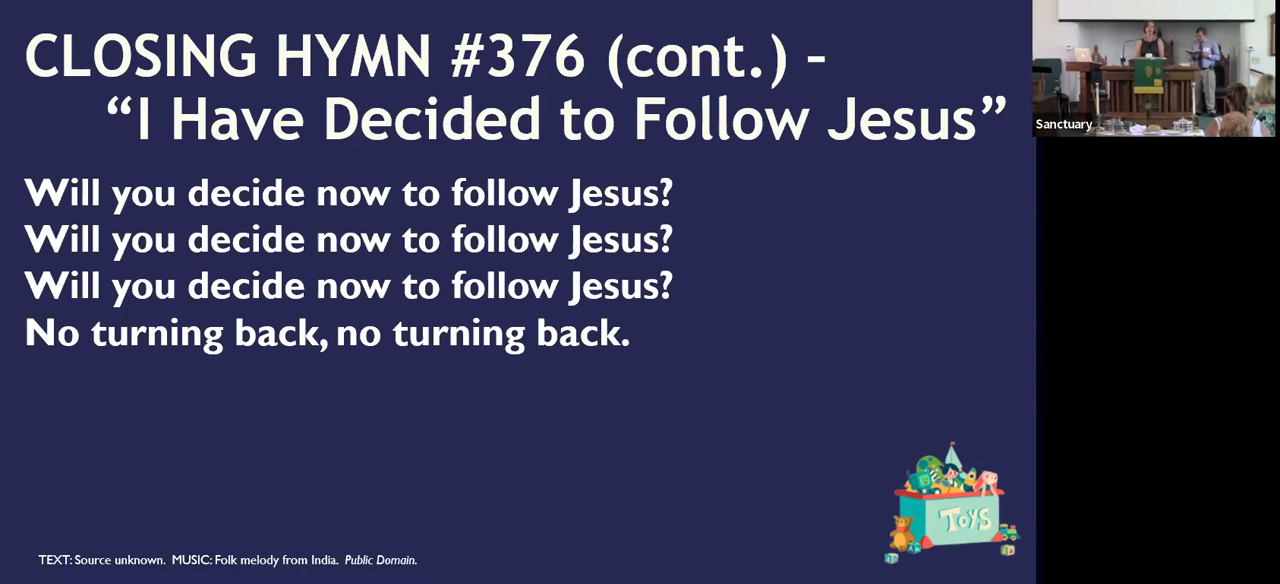 CLOSING HYMN #376 (cont.) –
“I Have Decided to Follow Jesus”
Will you decide now to follow Jesus?
Will you decide now to follow Jesus?
Will you decide now to follow Jesus?
No turning back, no turning back.
TEXT: Source unknown. MUSIC: Folk melody from India. Public Domain.
TOYS
Sanctuary